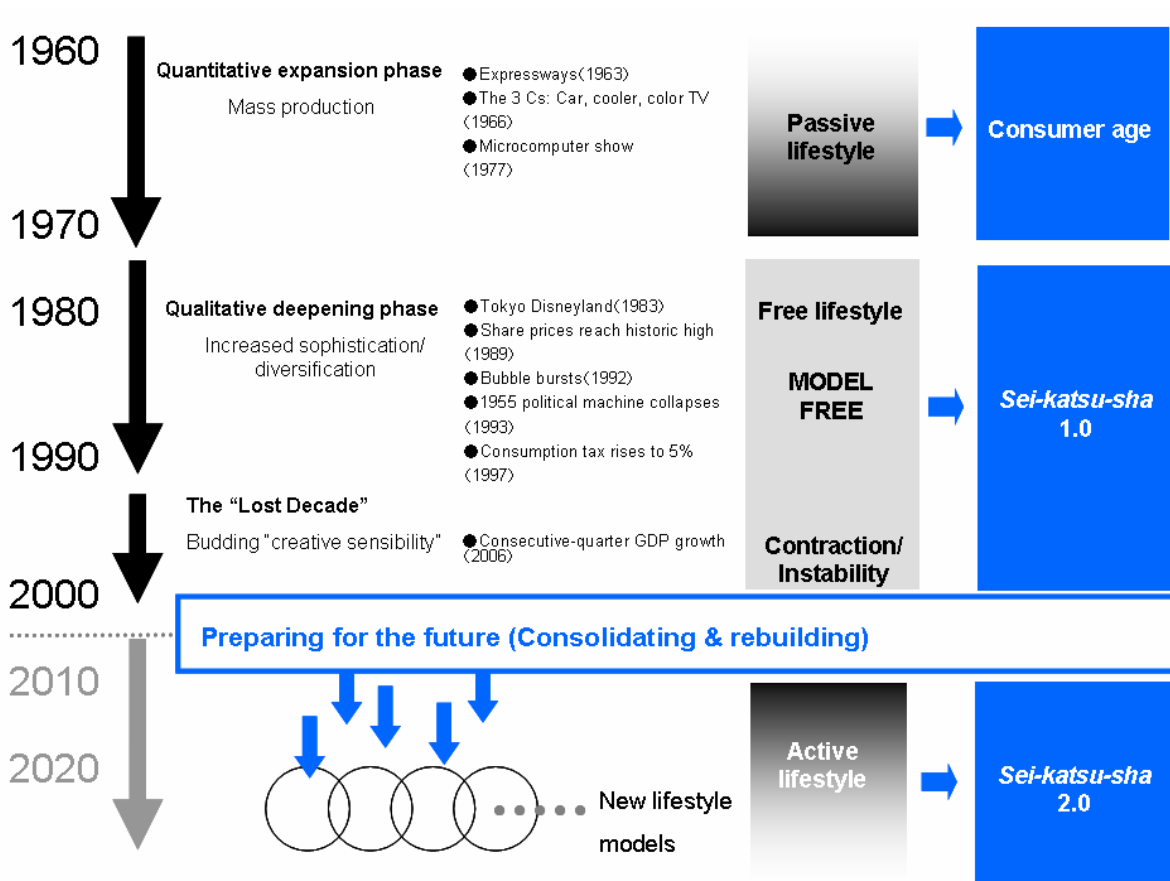 1960
Quantitative expansion phase
Mass production
●Expressways(1963)
●The 3 Cs: Car, cooler, color TV
(1966)
●Microcomputer show
(1977)
Passive
lifestyle
Consumer age
1970
1980
Qualitative deepening phase
Increased sophistication/
diversification
●Tokyo Disneyland(1983)
●Share prices reach historic high
(1989)
●Bubble bursts(1992)
●1955 political machine collapses
(1993)
●Consumption tax rises to 5%
(1997)
Free lifestyle
MODEL
FREE
Sei-katsu-sha
1.0
1990
The “Lost Decade”
Budding “creative sensibility”
●Consecutive-quarter GDP growth
(2006)
Contraction/
Instability
2000
Preparing for the future (Consolidating & rebuilding)
2010
2020
New lifestyle
models
Active
lifestyle
Sei-katsu-sha
2.0